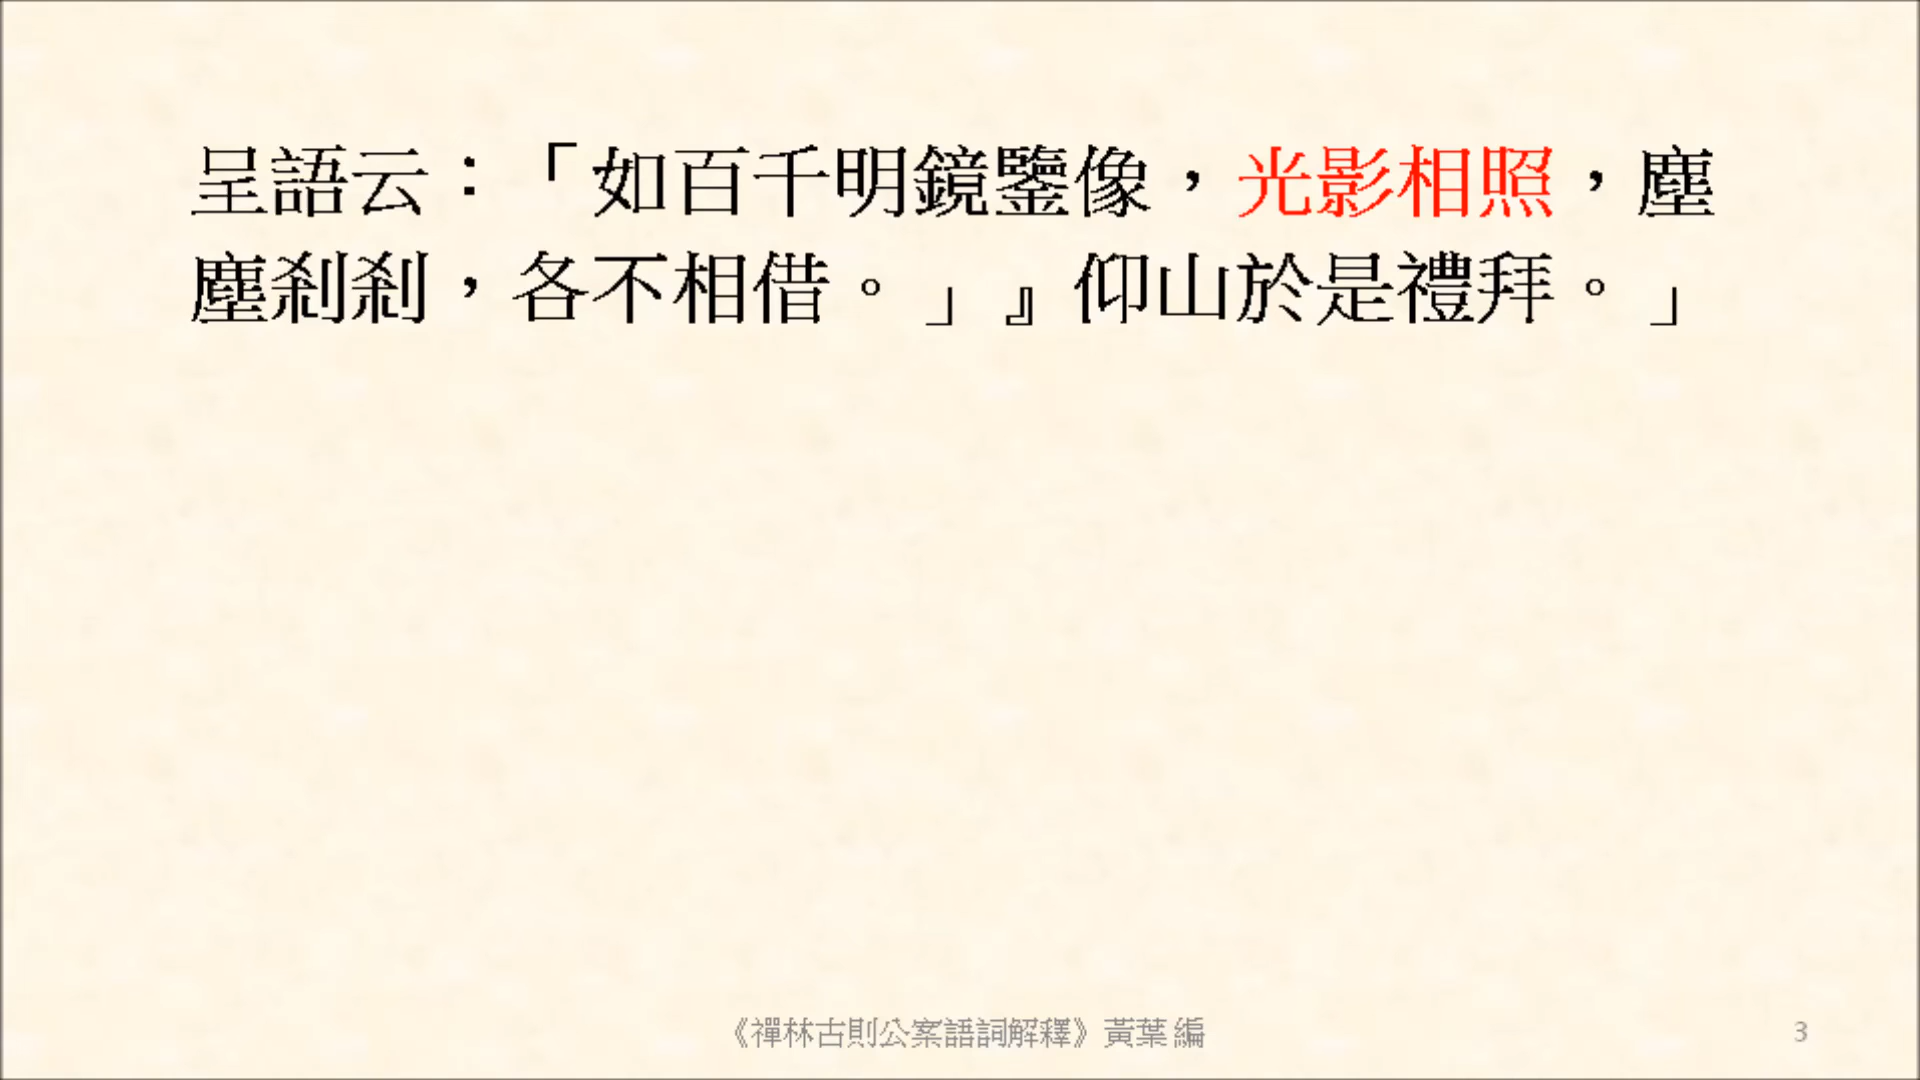 呈語云：「如百千明鏡鑒像，光影相照，塵
塵剎剎，各不相借。」』仰山於是禮拜。」
《禪林古則公案語詞解釋》黃葉 編
3